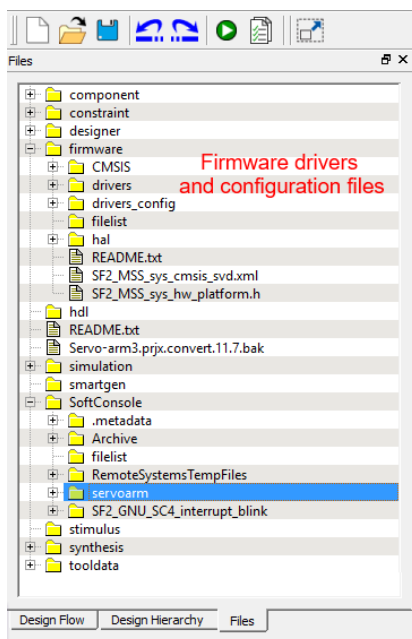 Files
component
constraint
designer
firmware
CMSIS
Firmware drivers
drivers
and configuration files
drivers_config
filelist
hal
README.txt
SF2_MSS_sys_cmsis_svd.xml
SF2_MSS_sys_hw_platform.h
hdl
README.txt
Servo-arm3.prjx.convert.11.7.bak
simulation
smartgen
SoftConsole
.metadata
Archive
filelist
RemoteSystemsTempFiles
servoarm
SF2_GNU_SC4_interrupt_blink
stimulus
synthesis
tooldata
Design Flow Design Hierarchy Files